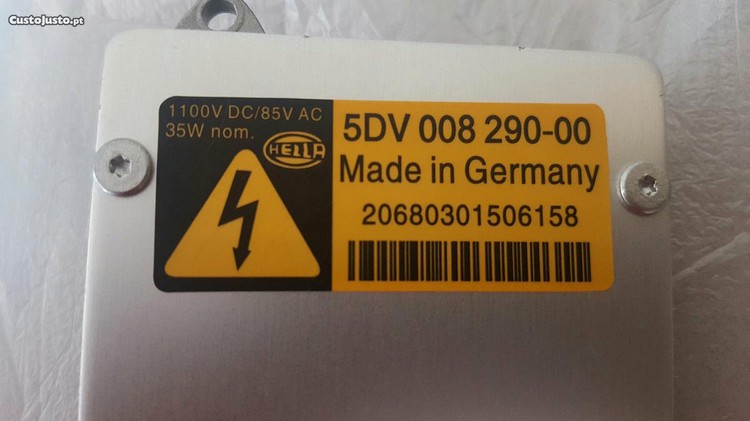 CustoJusto.pt
1100V DC/85V AC
35W nom.
HELLA
5DV 008 290-00
Made in Germany
20680301506158